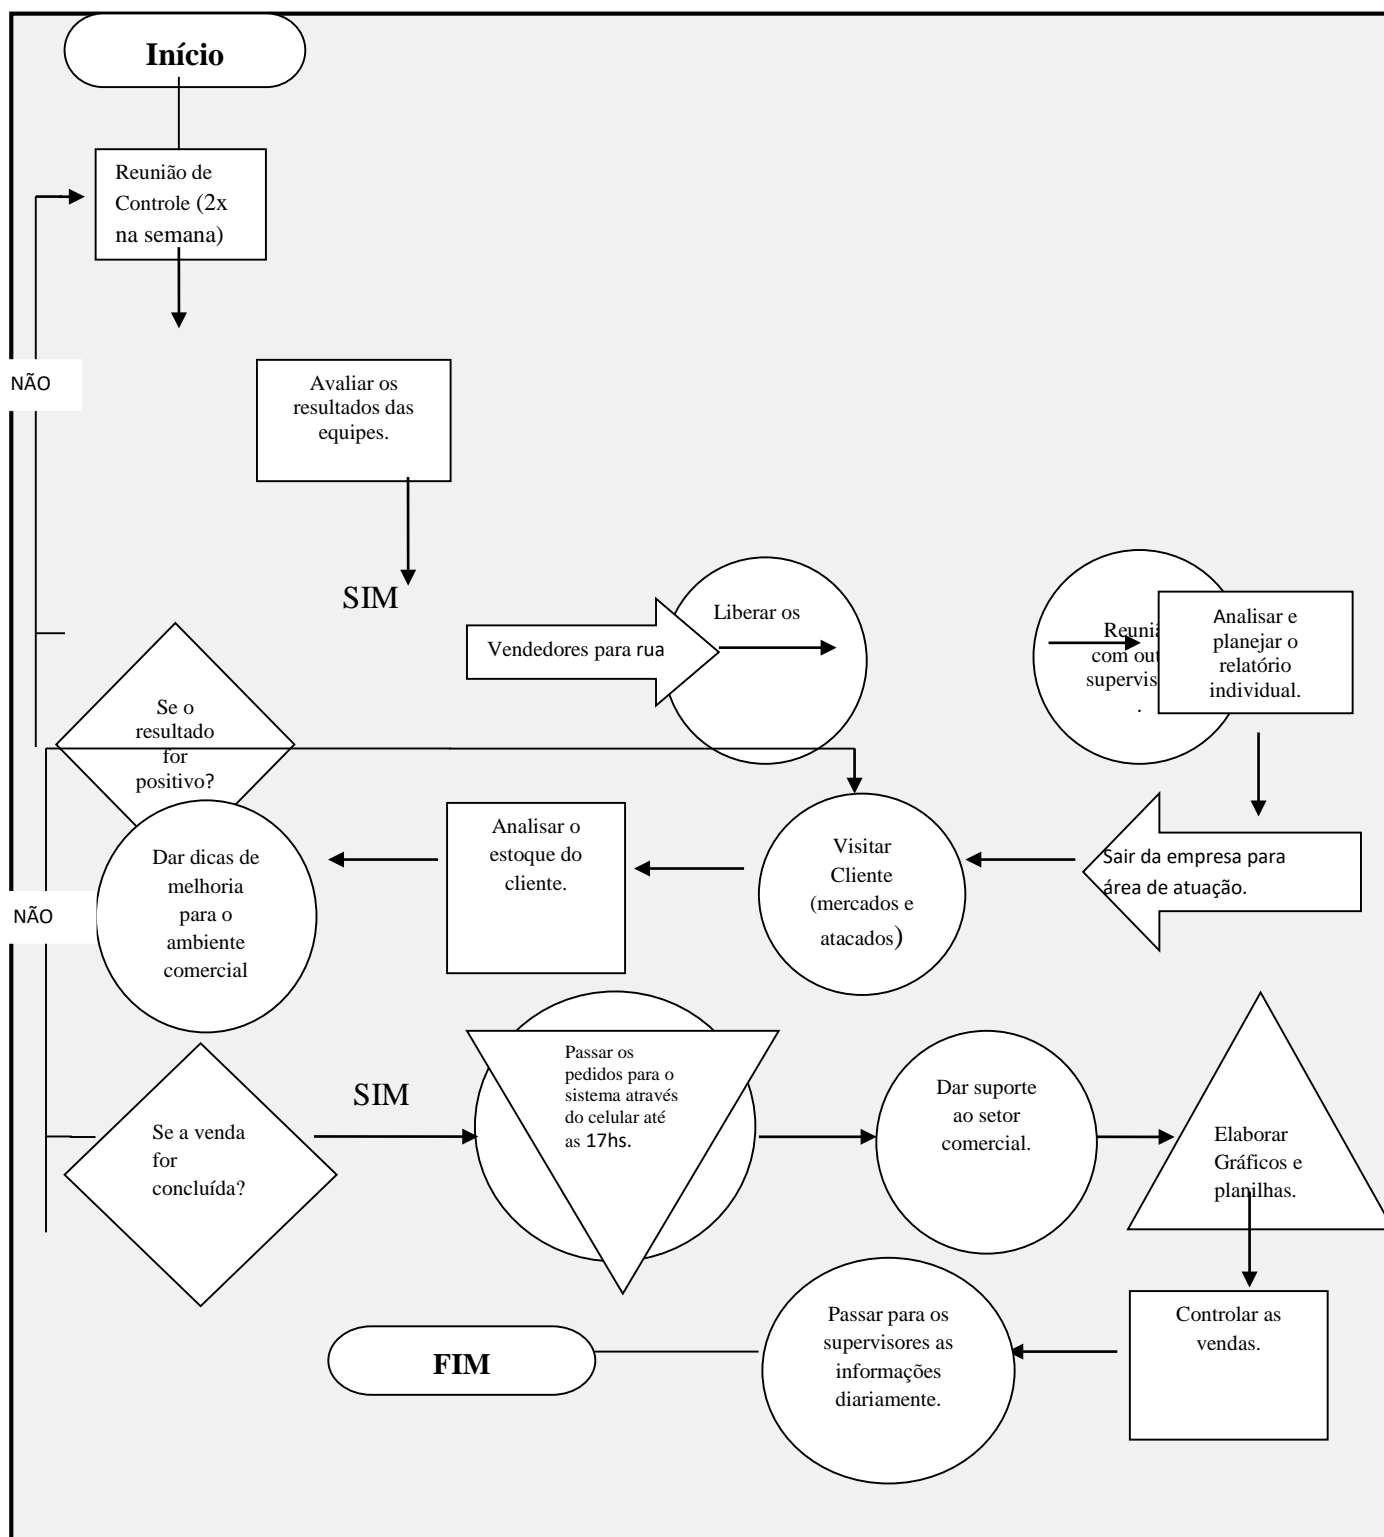 Início
Reunião de
Controle (2x
na semana)
NÃO
Avaliar os
resultados das
equipes.
SIM
Liberar os
Vendedores para rua
com
supervis
.
Analisar e
planejar o
relatório
individual.
Se o
resultado
for
positivo?
Dar dicas de
melhoria
para o
ambiente
comercial
Analisar o
estoque do
cliente.
Visitar
Cliente
(mercados e
atacados)
Sair da empresa para
área de atuação.
NÃO
Se a venda
for
concluída?
SIM
Passar os
pedidos para o
sistema através
do celular até
as 17hs.
Dar suporte
ao setor
comercial.
Elaborar
Gráficos e
planilhas.
Controlar as
vendas.
Passar para os
supervisores as
informações
diariamente.
FIM